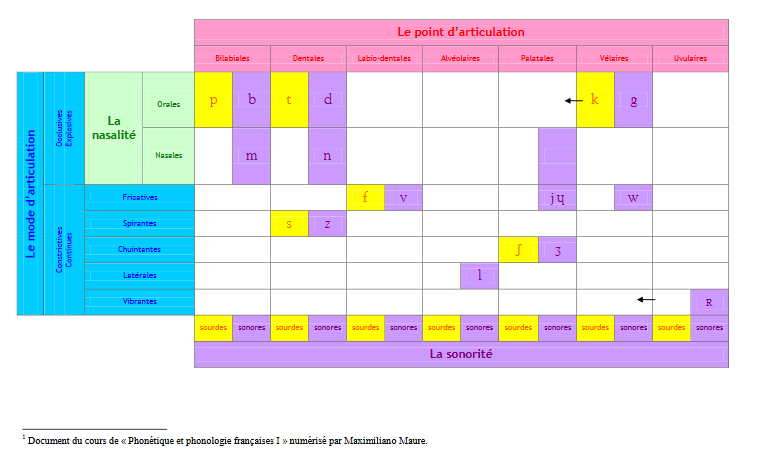 Le point d'articulation
Bilabiales Dentales Labio-dentales Alvéolaires Palatales Vélaires Uvulaires
Le mode d'articulation
Occlusives
Explosives
La
nasalité
Orales p b t d ← k g
Nasales m n
Constrictives
Continues
Fricatives f v jɥ w
Spirantes s z
Chuintantes ʃ ʒ
Latérales l
Vibrantes ← ʀ
sourdes sonores sourdes sonores sourdes sonores sourdes sonores sourdes sonores sourdes sonores sourdes sonores
La sonorité
1 Document du cours de « Phonétique et phonologie françaises I » numérisé par Maximiliano Maure.